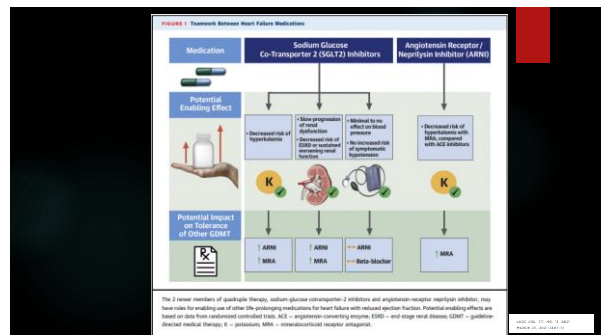 FIGURE 1 Teamwork Between Heart Failure Medications
Medication
Sodium Glucose
Co-Transporter 2 (SGLT2) Inhibitors
Angiotensin Receptor/
Neprilysin Inhibitor (ARNI)
Potential
Enabling Effect
• Decreased risk of
hyperkalemia
• Slow progression
of renal
dysfunction
• Decreased risk of
ESRD or sustained
worsening renal
function
• Minimal to no
effect on blood
pressure
• No increased risk
of symptomatic
hypotension
• Decreased risk of
hyperkalemia with
MRA, compared
with ACE inhibitors
K
K
Potential Impact
on Tolerance
of Other GDMT
Rx
↑ ARNI
↑ MRA
↑ ARNI
↑ MRA
↔ ARNI
↔ Beta-blocker
↑ MRA
The 2 newer members of quadruple therapy, sodium-glucose cotransporter-2 inhibitors and angiotensin-receptor neprilysin inhibitor, may
have roles for enabling use of other life-prolonging medications for heart failure with reduced ejection fraction. Potential enabling effects are
based on data from randomized controlled trials. ACE = angiotensin-converting enzyme, ESRD = end-stage renal disease; GDMT = guideline-
directed medical therapy; K = potassium; MRA = mineralocorticoid receptor antagonist.